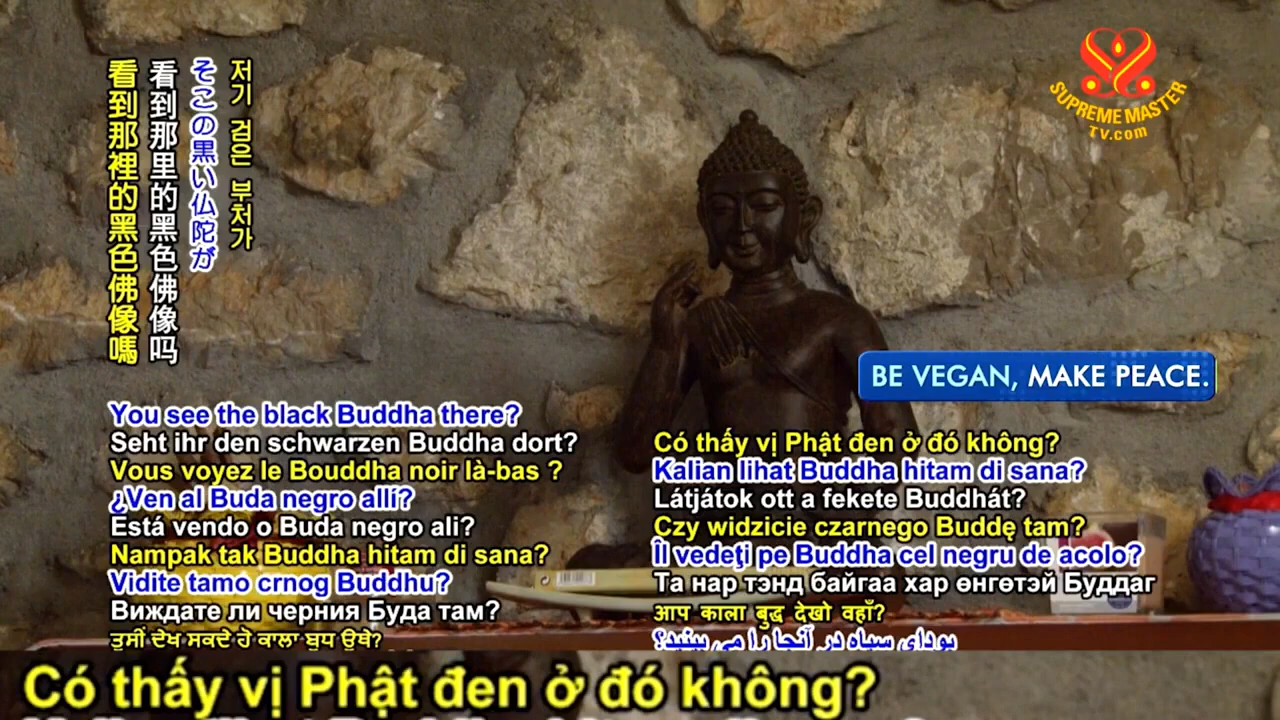 看到那裡的黑色佛像嗎
看到那里的黑色佛像吗
そこの黒い仏陀が
저기 검은 부처가
SUPREME MASTER
TV.com
BE VEGAN, MAKE PEACE.
You see the black Buddha there?
Seht ihr den schwarzen Buddha dort?
Vous voyez le Bouddha noir là-bas ?
¿Ven al Buda negro allí?
Está vendo o Buda negro ali?
Nampak tak Buddha hitam di sana?
Vidite tamo crnog Buddhu?
Виждате ли черния Буда там?
ਤੁਸੀਂ ਦੇਖ ਸਕਦੇ ਹੋ ਕਾਲਾ ਬੁਧ ਉਥੇ?
Có thấy vị Phật đen ở đó không?
Kalian lihat Buddha hitam di sana?
Látjátok ott a fekete Buddhát?
Czy widzicie czarnego Buddę tam?
Îl vedeţi pe Buddha cel negru de acolo?
Та нар тэнд байгаа хар өнгөтэй Буддаг
आप काला बुद्ध देखो वहाँ?
بودای سیاه در آنجا را می بینید؟
Có thấy vị Phật đen ở đó không?